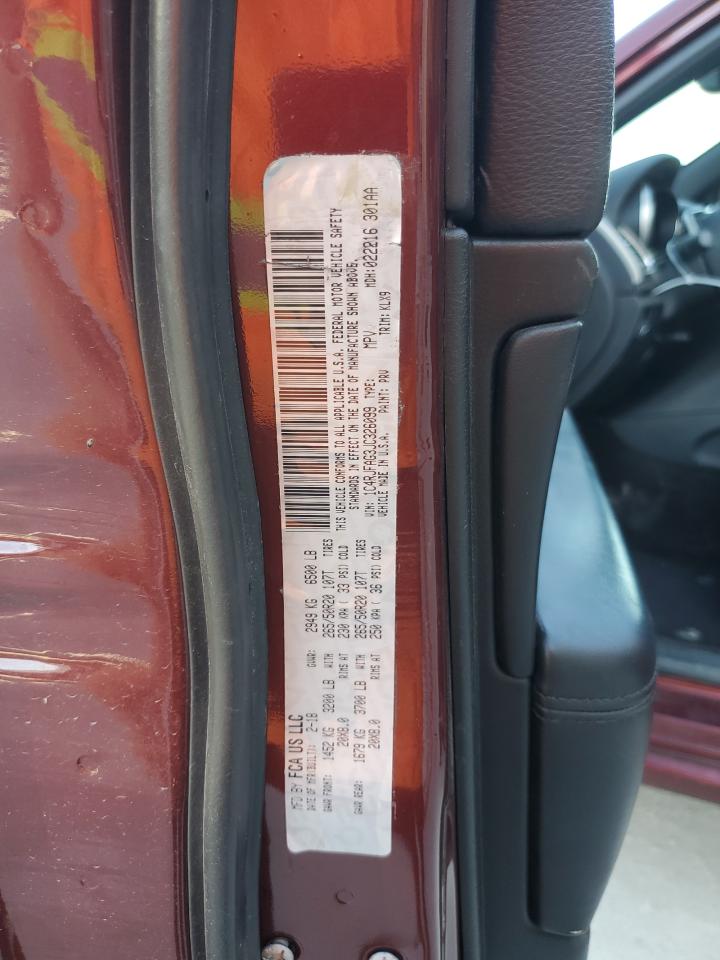 MFD BY FCA US LLC
DATE OF MFR(BUILT): 2-18 GVWR: 2949 KG 6500 LB
GAWR FRONT: 1452 KG 3200 LB WITH 265/50R20 107T TIRES
20X8.0 RIMS AT 230 KPA ( 33 PSI) COLD
GAWR REAR: 1679 KG 3700 LB WITH 265/50R20 107T TIRES
20X8.0 RIMS AT 250 KPA ( 36 PSI) COLD
THIS VEHICLE CONFORMS TO ALL APPLICABLE U.S.A. FEDERAL MOTOR VEHICLE SAFETY
STANDARDS IN EFFECT ON THE DATE OF MANUFACTURE SHOWN ABOVE.
VIN: 1C4RJFAG3JC326099 TYPE: MPV MDH: 301AA
VEHICLE MADE IN U.S.A. PAINT: PRV TRIM: KLX9